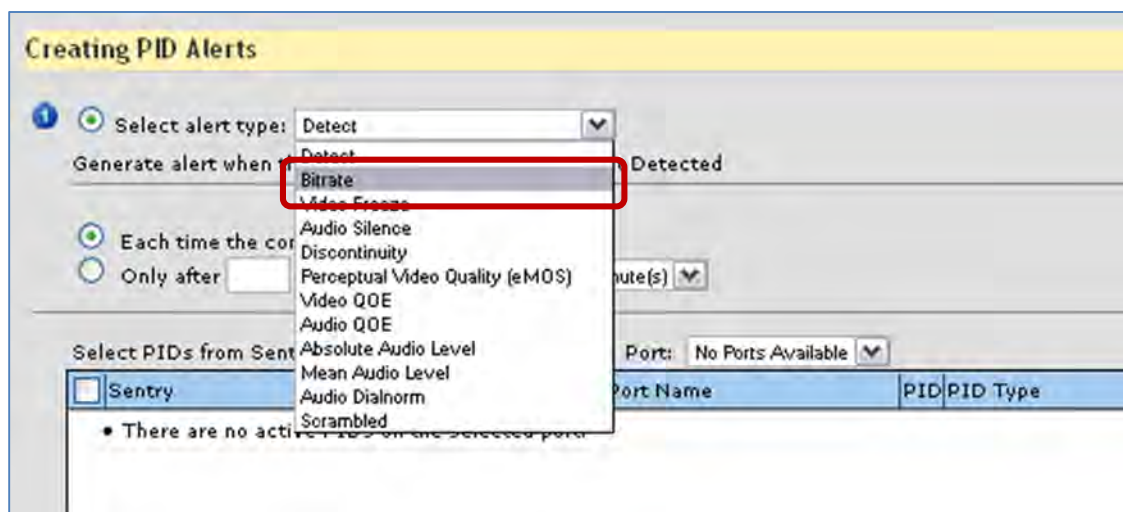 Creating PID Alerts
1 Select alert type: Detect
Detect
Generate alert when t Detected
Bitrate
Video Freeze
Audio Silence
Each time the co
Discontinuity
Only after nute(s)
Perceptual Video Quality (eMOS)
Video QOE
Audio QOE
Select PIDs from Sent Port: No Ports Available
Absolute Audio Level
Mean Audio Level
Sentry Port Name PID PID Type
Audio Dialnorm
Scrambled
• There are no active PIDs on the selected port.